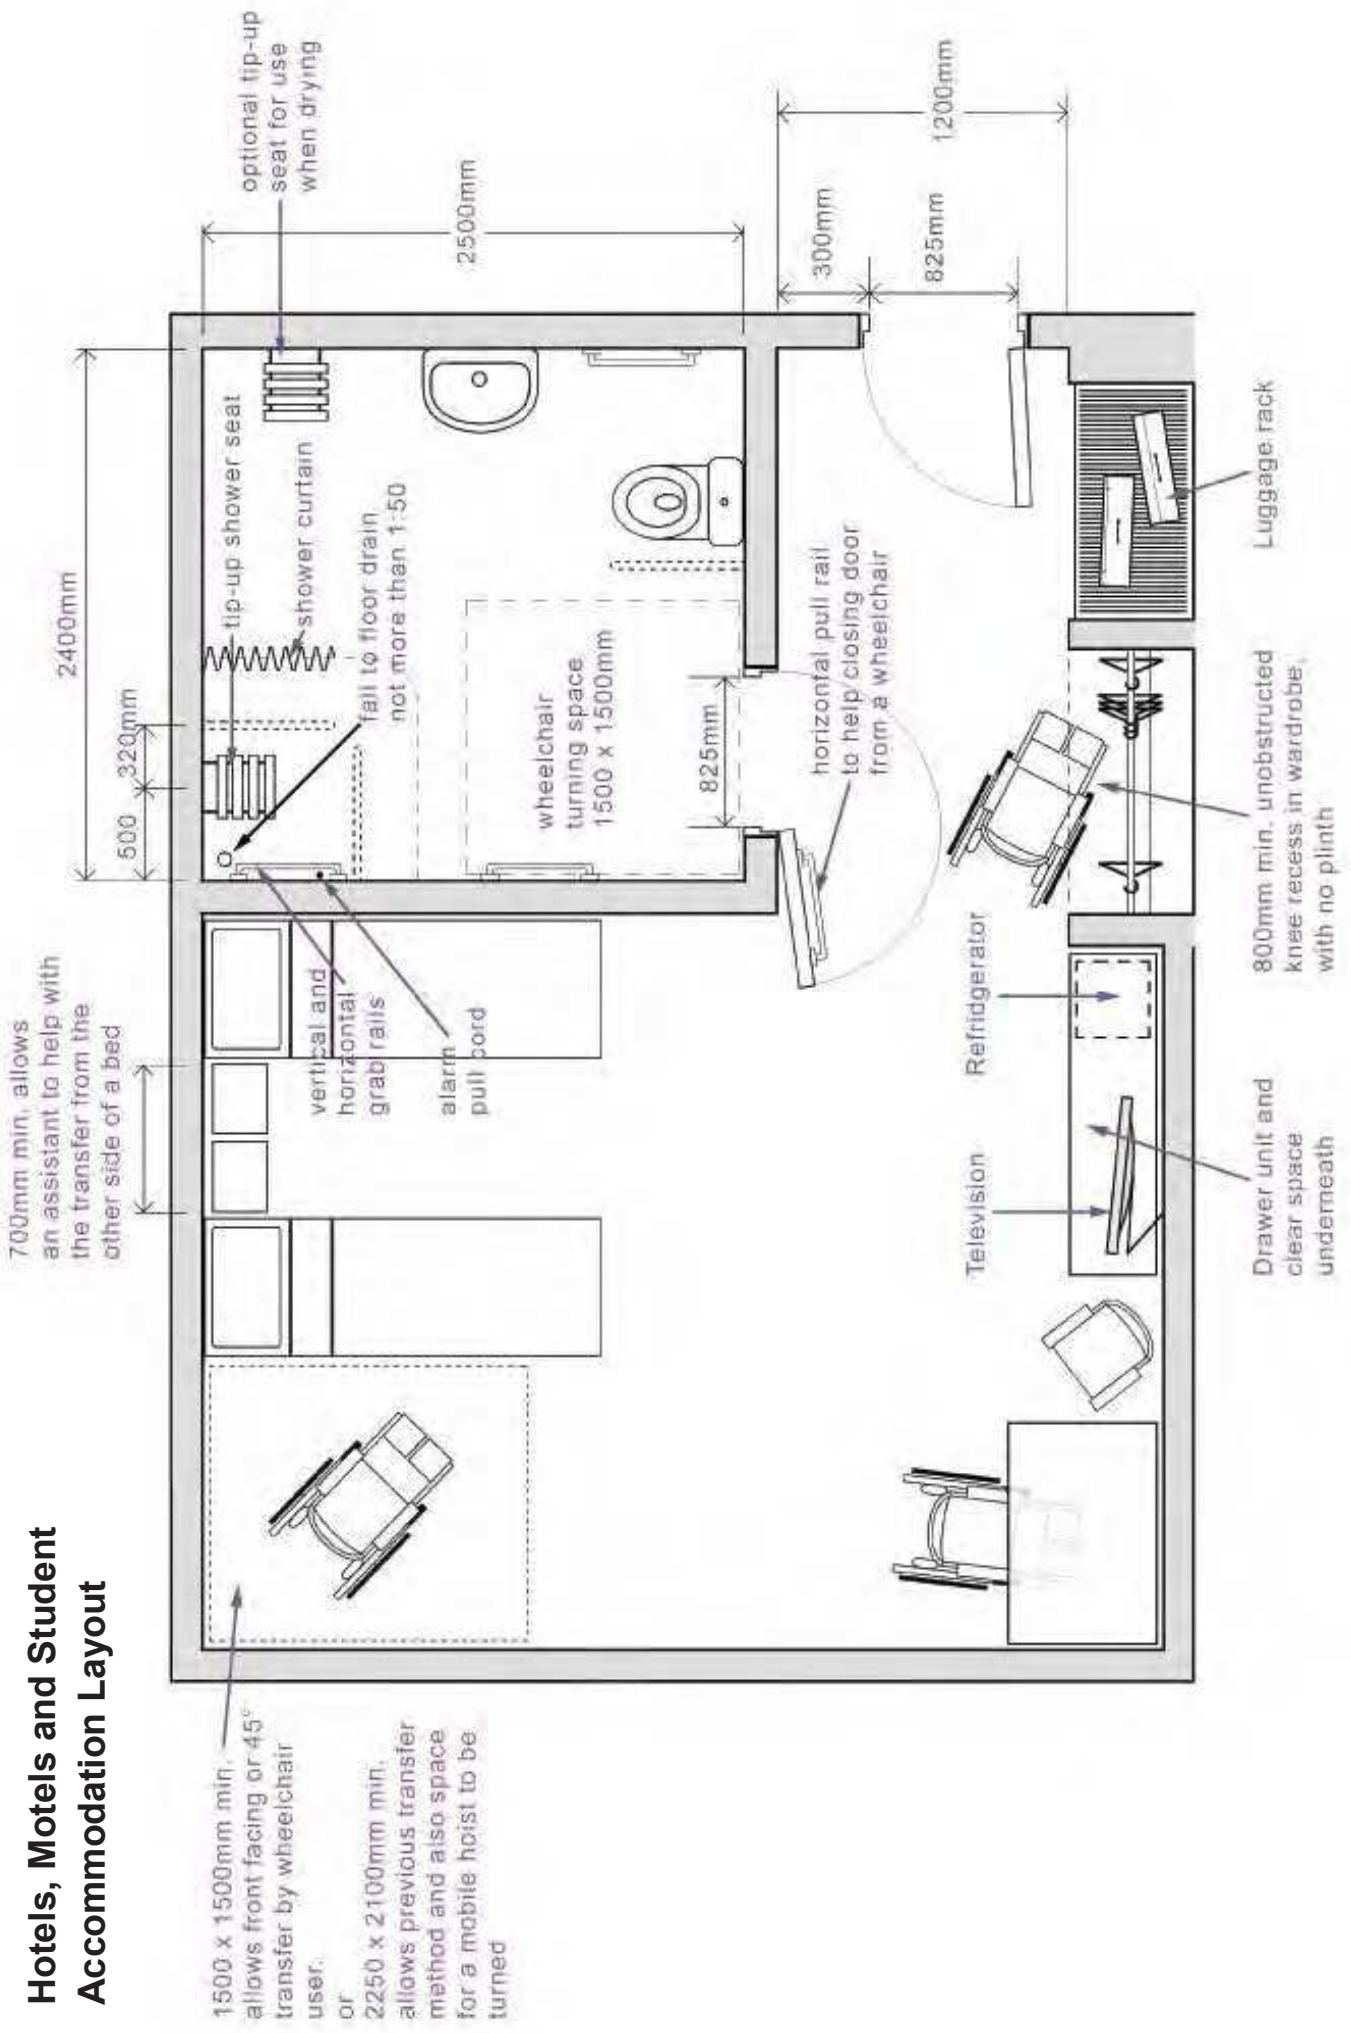 Hotels, Motels and Student
Accommodation Layout
700mm min. allows
an assistant to help with
the transfer from the
other side of a bed
500
320mm
2400mm
tip-up shower seat
shower curtain
fall to floor drain
not more than 1:50
optional tip-up
seat for use
when drying
2500mm
1500 x 1500mm min.
allows front facing or 45°
transfer by wheelchair
user.
or
2250 x 2100mm min.
allows previous transfer
method and also space
for a mobile hoist to be
turned
vertical and
horizontal
grab rails
alarm
pull cord
wheelchair
turning space
1500 x 1500mm
825mm
horizontal pull rail
to help closing door
from a wheelchair
300mm
825mm
1200mm
Television
Refridgerator
Drawer unit and
clear space
underneath
800mm min. unobstructed
knee recess in wardrobe,
with no plinth
Luggage rack